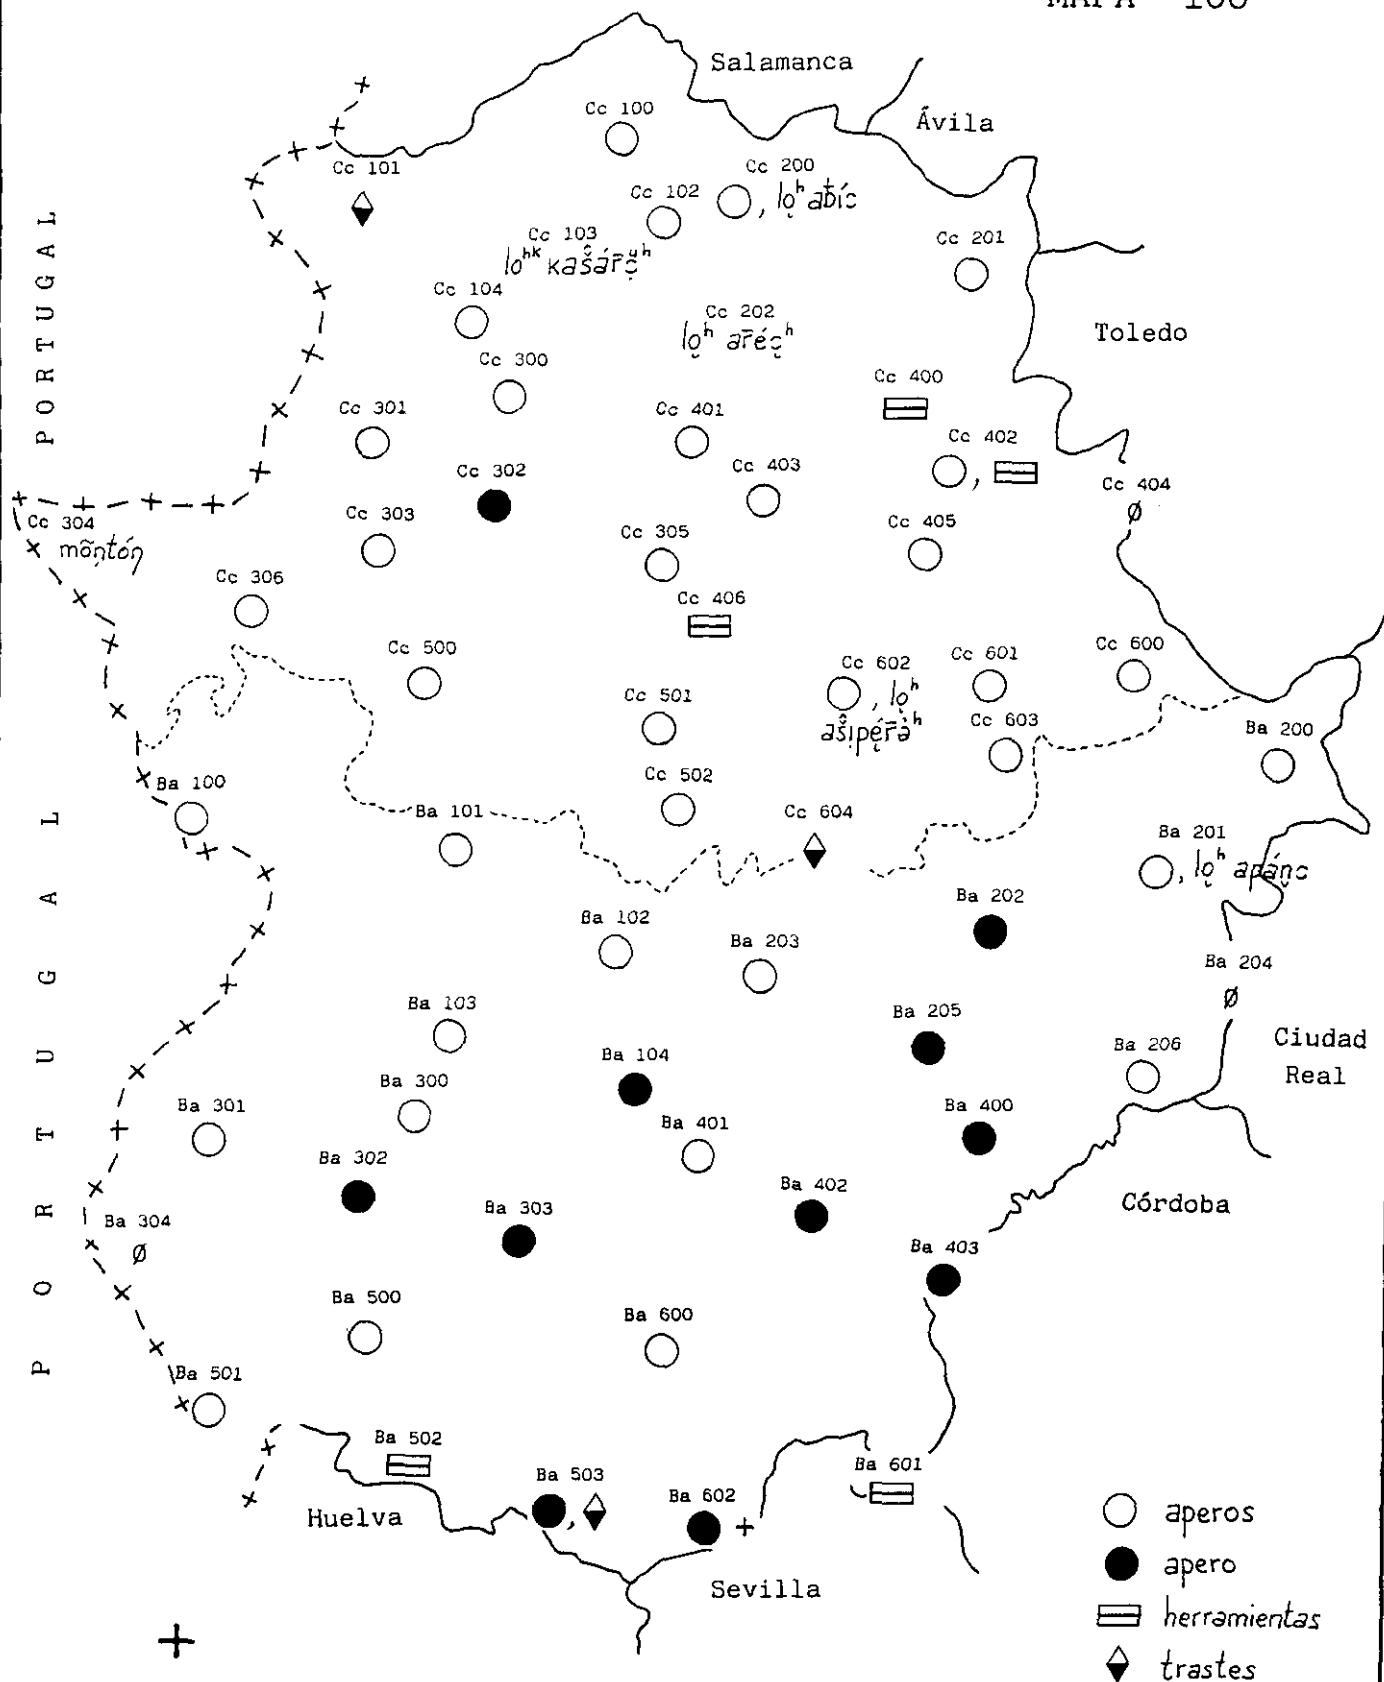 MAPA 100
Salamanca
Ávila
Cc 100
Cc 101
Cc 200
Cc 102
Cc 103
Cc 201
PORTUGAL
Cc 104
Cc 202
Toledo
Cc 300
Cc 400
Cc 301
Cc 401
Cc 402
Cc 302
Cc 403
Cc 404
Ø
Cc 304
mõntón
Cc 303
Cc 305
Cc 405
Cc 306
Cc 406
Cc 500
Cc 602
Cc 601
Cc 600
Cc 501
Cc 603
Ba 200
Ba 100
Cc 502
Ba 101
Cc 604
Ba 201
PORTUGAL
Ba 202
Ba 102
Ba 203
Ba 204
Ø
Ba 103
Ba 205
Ciudad
Real
Ba 104
Ba 206
Ba 300
Ba 301
Ba 401
Ba 400
Ba 302
Ba 402
Ba 303
Córdoba
Ba 304
Ø
Ba 403
Ba 500
Ba 600
Ba 501
Ba 502
Ba 601
Ba 503
Ba 602
Huelva
Sevilla
aperos
apero
herramientas
trastes